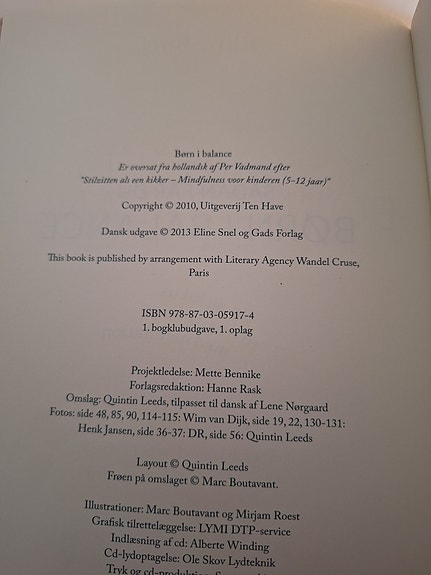 Børn i balance
Er oversat fra hollandsk af Per Vadmand efter
"Stilzitten als een kikker – Mindfulness voor kinderen (5-12 jaar)"
Copyright © 2010, Uitgeverij Ten Have
Dansk udgave © 2013 Eline Snel og Gads Forlag
This book is published by arrangement with Literary Agency Wandel Cruse,
Paris
ISBN 978-87-03-05917-4
1. bogklubudgave, 1. oplag
Projektledelse: Mette Bennike
Forlagsredaktion: Hanne Rask
Omslag: Quintin Leeds, tilpasset til dansk af Lene Nørgaard
Fotos: side 48, 85, 90, 114-115: Wim van Dijk, side 19, 22, 130-131:
Henk Jansen, side 36-37: DR, side 56: Quintin Leeds
Layout © Quintin Leeds
Frøen på omslaget © Marc Boutavant.
Illustrationer: Marc Boutavant og Mirjam Roest
Grafisk tilrettelæggelse: LYMI DTP-service
Indlæsning af cd: Alberte Winding
Cd-lydoptagelse: Ole Skov Lydteknik
Tryk og cd-produktion: